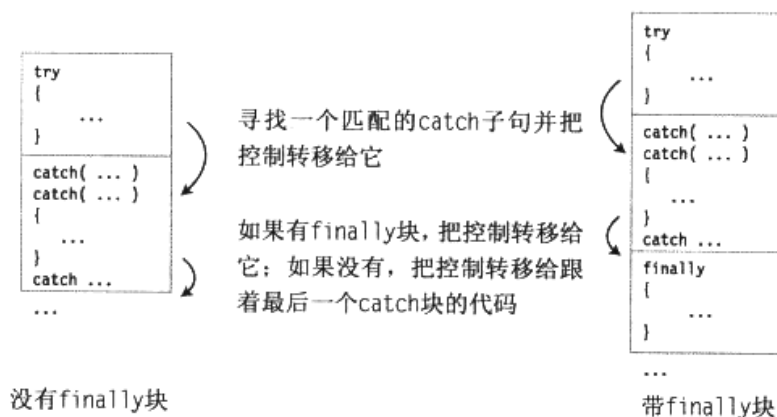 try
{
...
}
catch( ... )
catch( ... )
{
...
}
catch ...
...
没有finally块
寻找一个匹配的catch子句并把
控制转移给它
如果有finally块，把控制转移给
它；如果没有，把控制转移给跟
着最后一个catch块的代码
try
{
...
}
catch( ... )
catch( ... )
{
...
}
catch ...
finally
{
...
}
...
带finally块